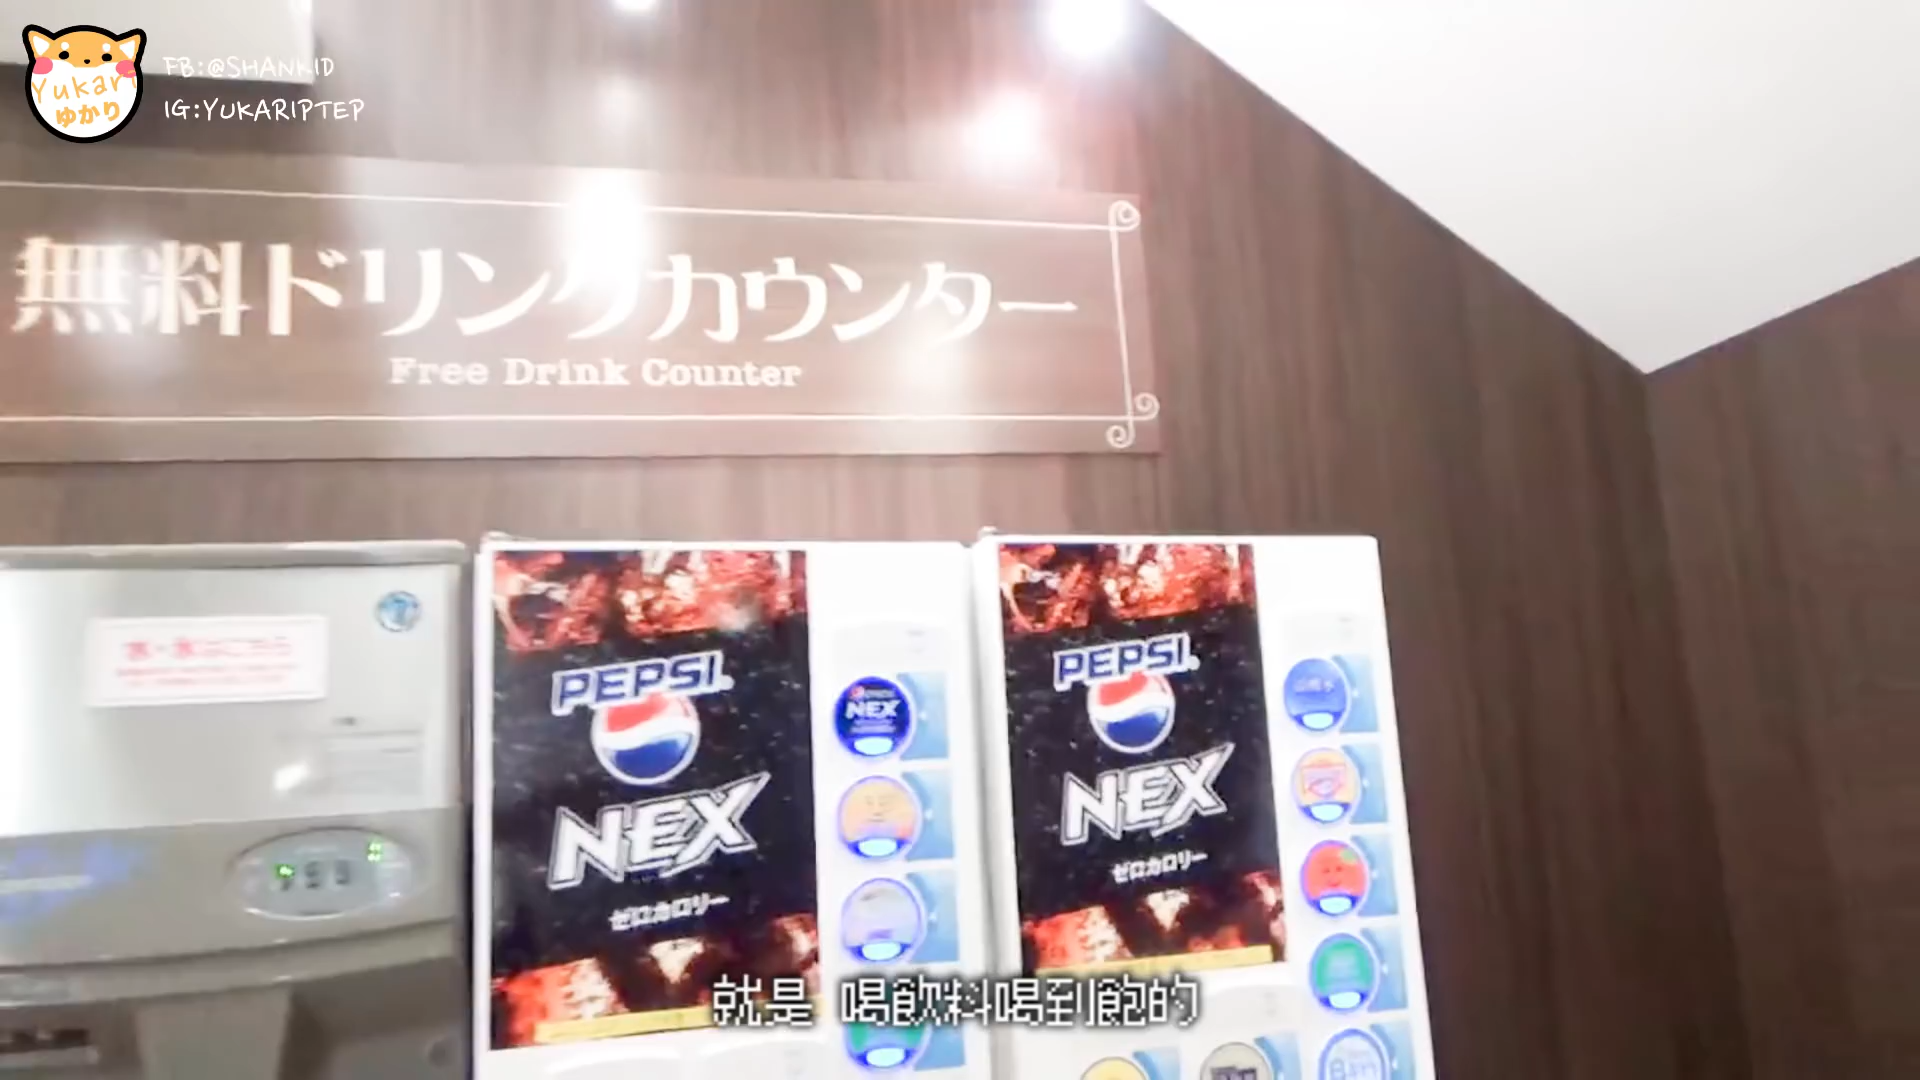 Yukari
ゆかり
FB:@SHANKID
IG:YUKARIPTEP
無料ドリンクカウンター
Free Drink Counter
PEPSI
NEX
ゼロカロリー
NEX
PEPSI
NEX
ゼロカロリー
就是 喝飲料喝到飽的